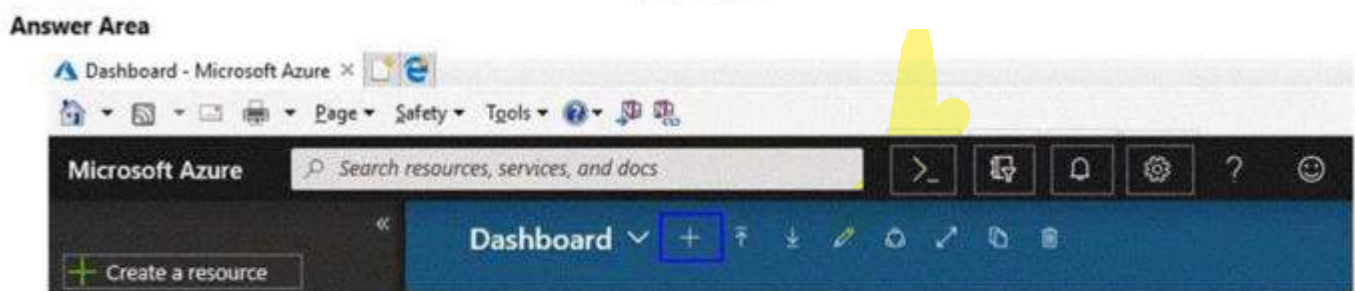 Answer Area
Dashboard - Microsoft Azure ×
Page Safety Tools
Microsoft Azure Search resources, services, and docs >_ ?
« Dashboard
+ Create a resource